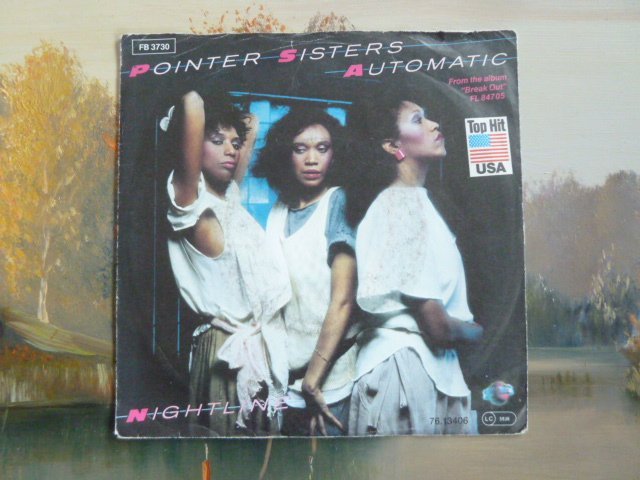 FB 3730
POINTER SISTERS
AUTOMATIC
From the album
"Break Out"
FL 84705
Top Hit
USA
NIGHTLINE
76.13406
LC